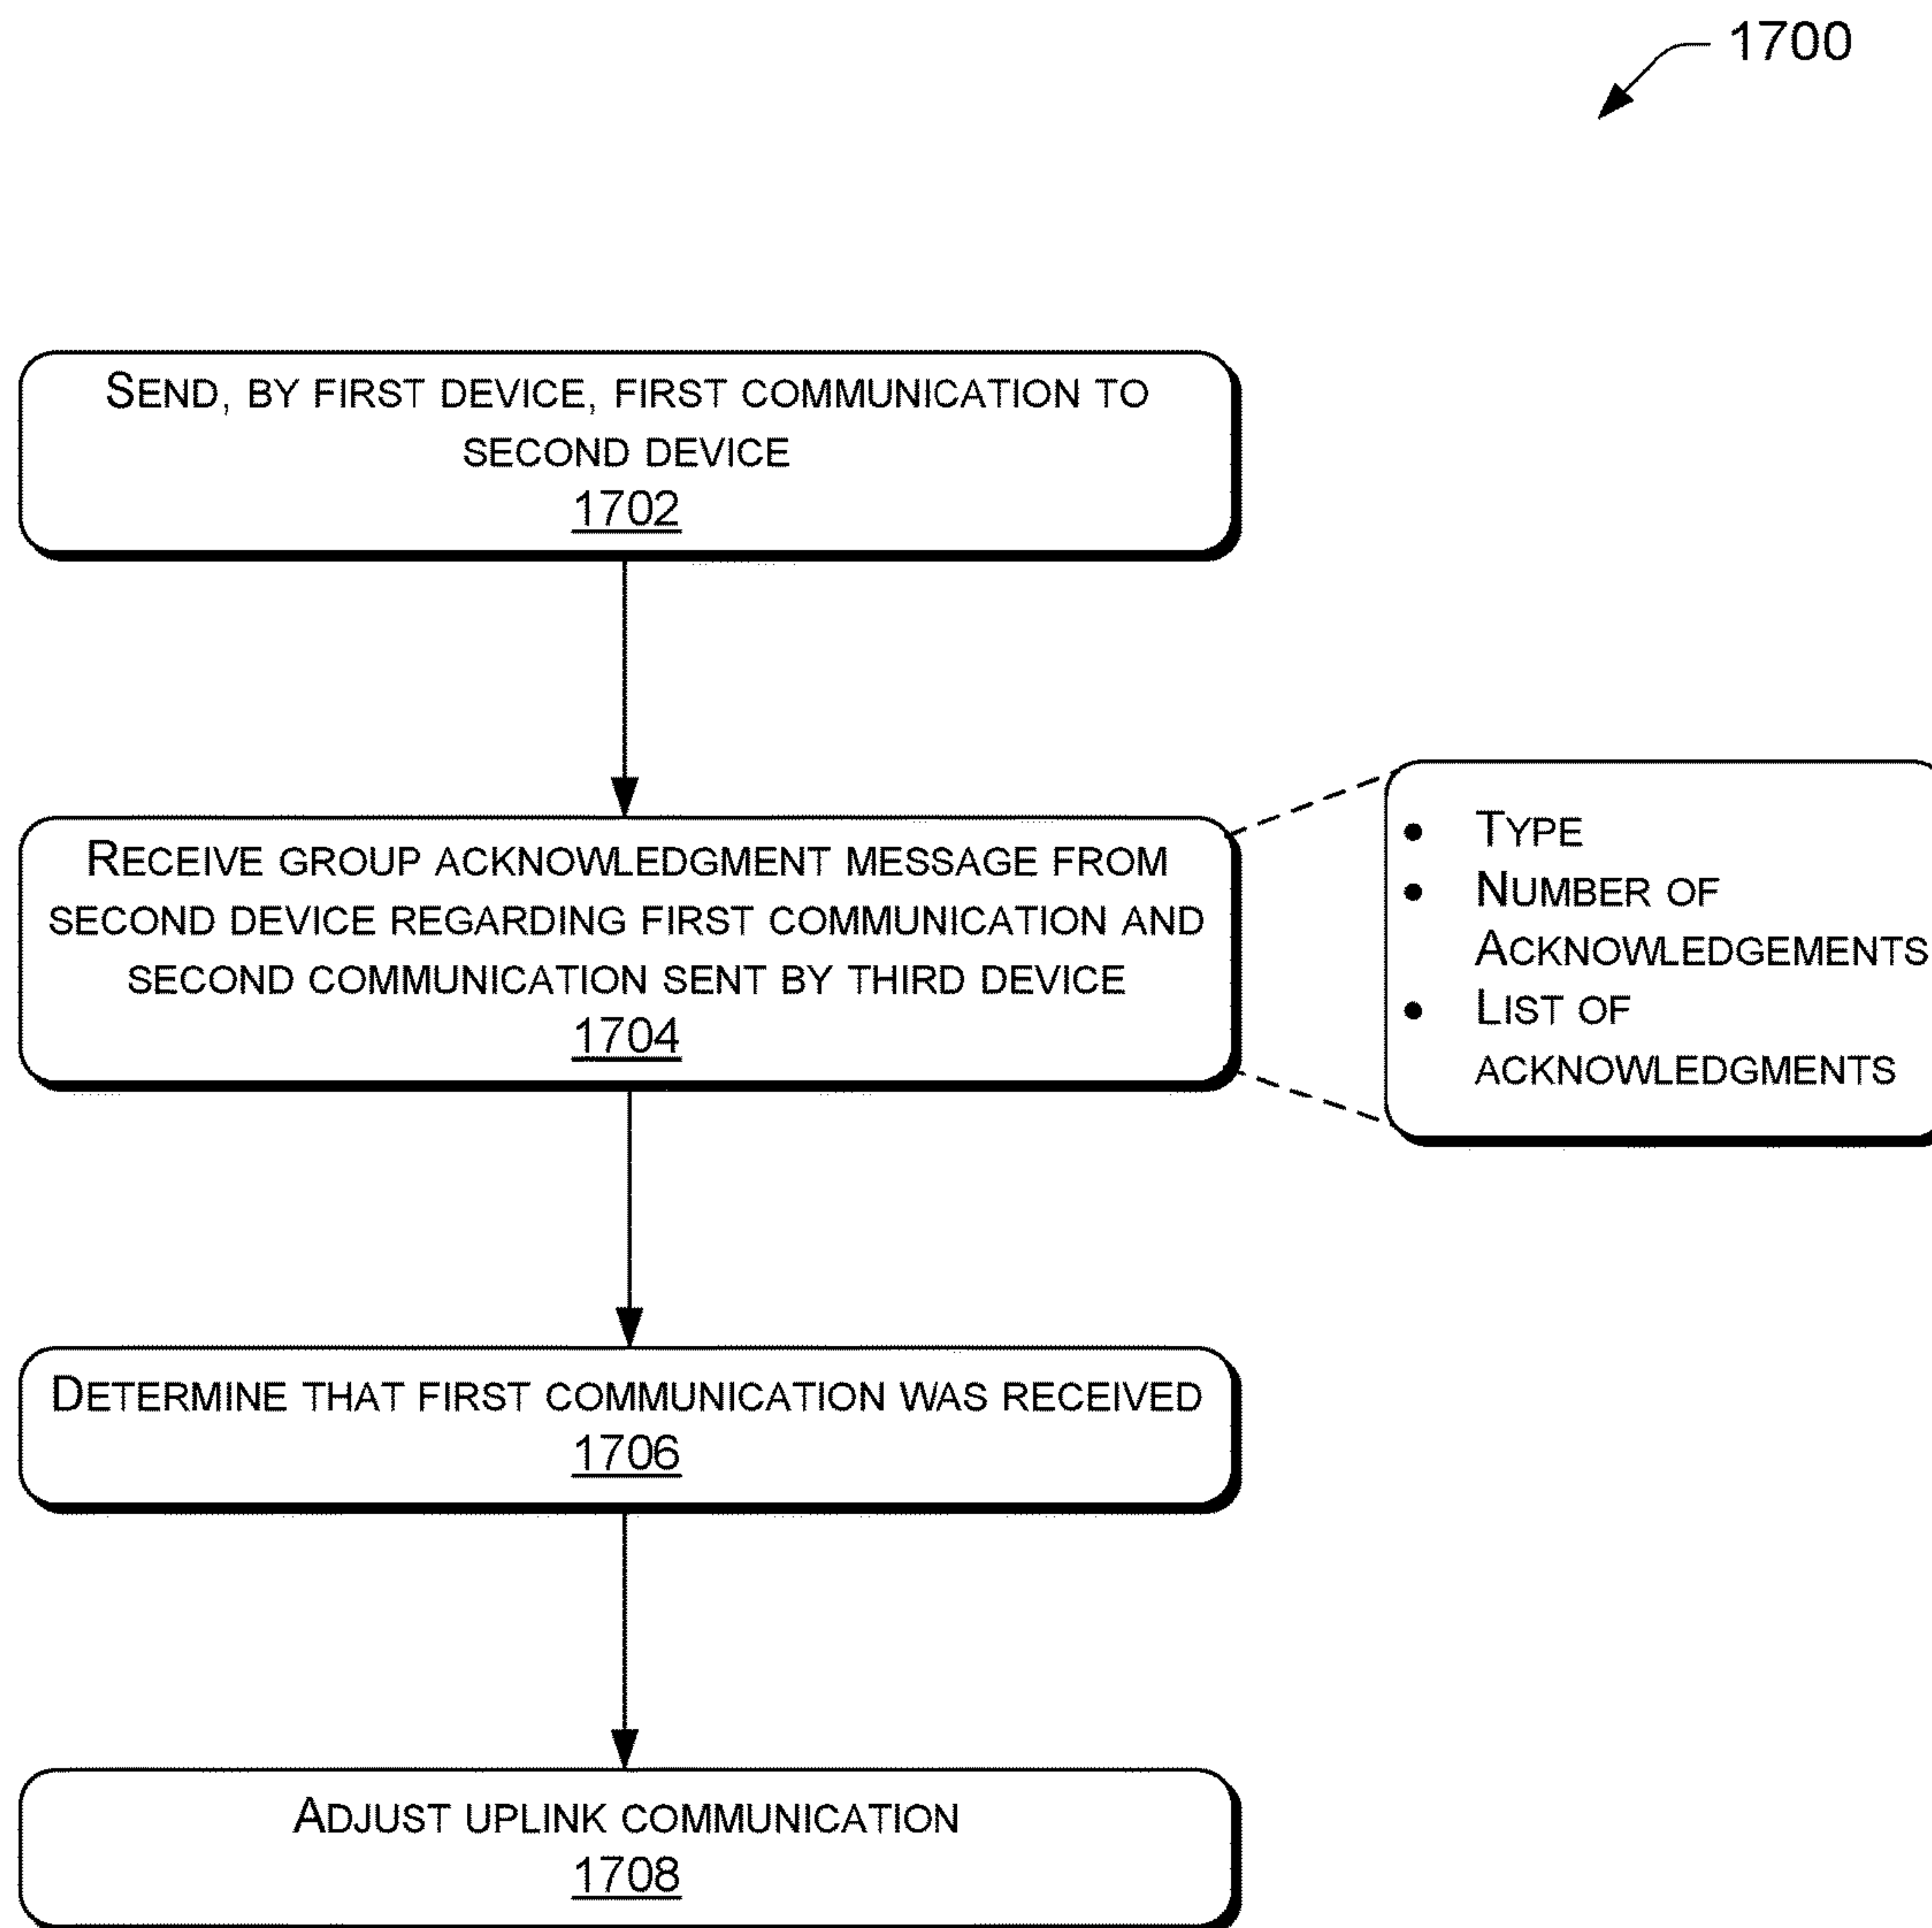 1700
SEND, BY FIRST DEVICE, FIRST COMMUNICATION TO
SECOND DEVICE
1702
RECEIVE GROUP ACKNOWLEDGMENT MESSAGE FROM
SECOND DEVICE REGARDING FIRST COMMUNICATION AND
SECOND COMMUNICATION SENT BY THIRD DEVICE
1704
• TYPE
• NUMBER OF
ACKNOWLEDGEMENTS
• LIST OF
ACKNOWLEDGMENTS
DETERMINE THAT FIRST COMMUNICATION WAS RECEIVED
1706
ADJUST UPLINK COMMUNICATION
1708